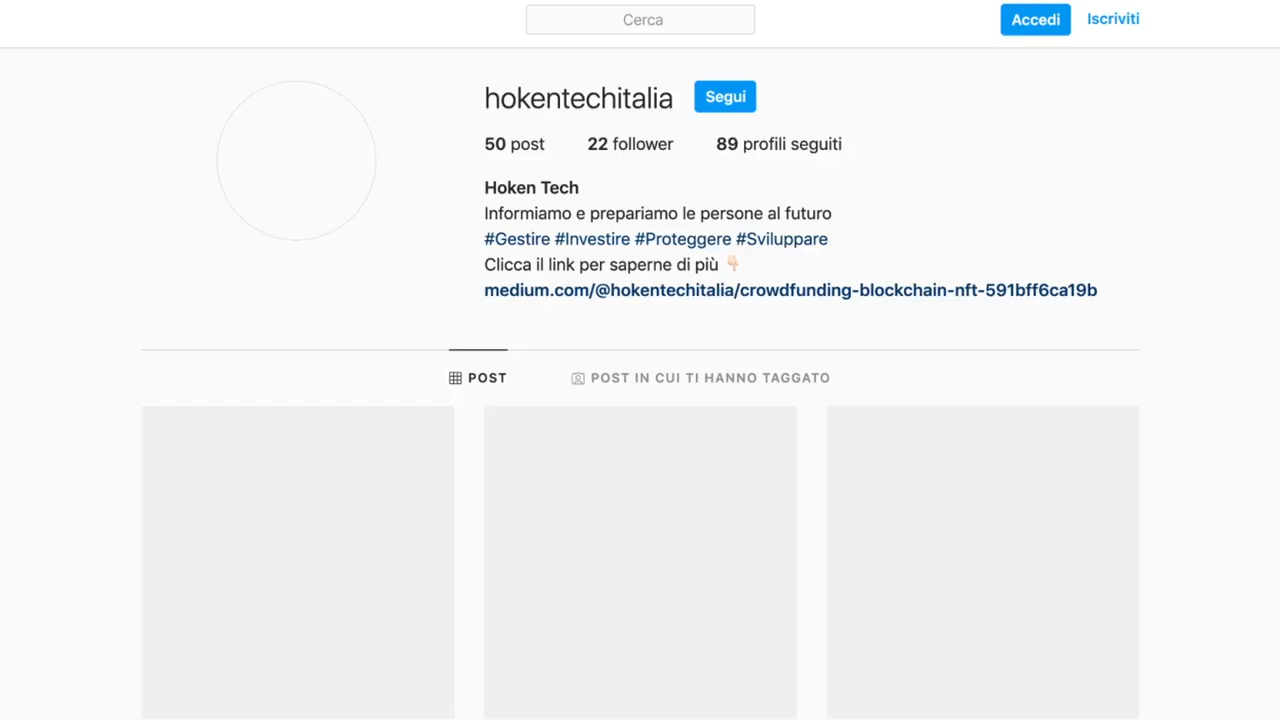 Cerca
Accedi
Iscriviti
hokentechitalia
Segui
50 post
22 follower
89 profili seguiti
Hoken Tech
Informiamo e prepariamo le persone al futuro
#Gestire #Investire #Proteggere #Sviluppare
Clicca il link per saperne di più 👇🏻
medium.com/@hokentechitalia/crowdfunding-blockchain-nft-591bff6ca19b
POST
POST IN CUI TI HANNO TAGGATO